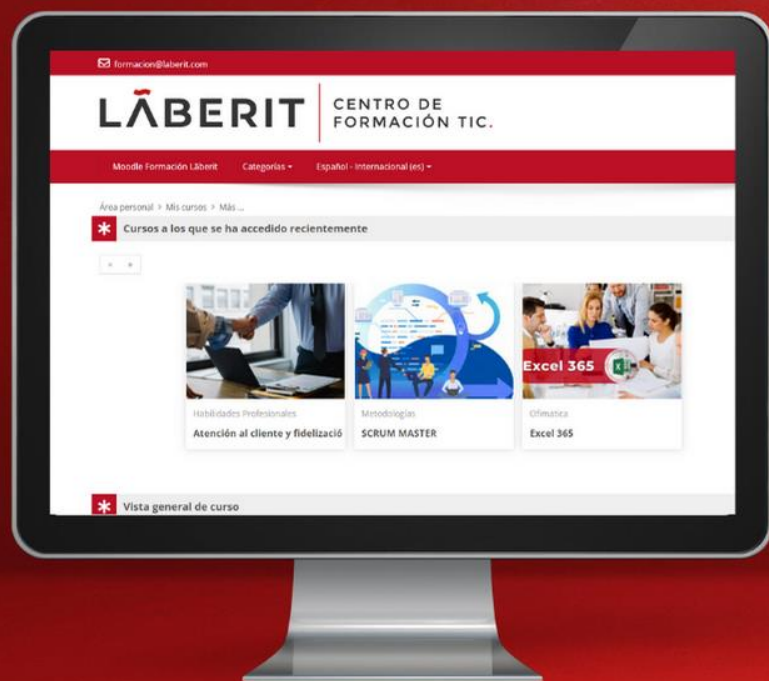 formacion@laberit.com
LÃBERIT
CENTRO DE
FORMACIÓN TIC.
Moodle Formación Lãberit Categorías Español - Internacional (es)
Área personal > Mis cursos > Más ...
Cursos a los que se ha accedido recientemente
Excel 365
Habilidades Profesionales
Atención al cliente y fidelizació
Metodologías
SCRUM MASTER
Ofimatica
Excel 365
Vista general de curso